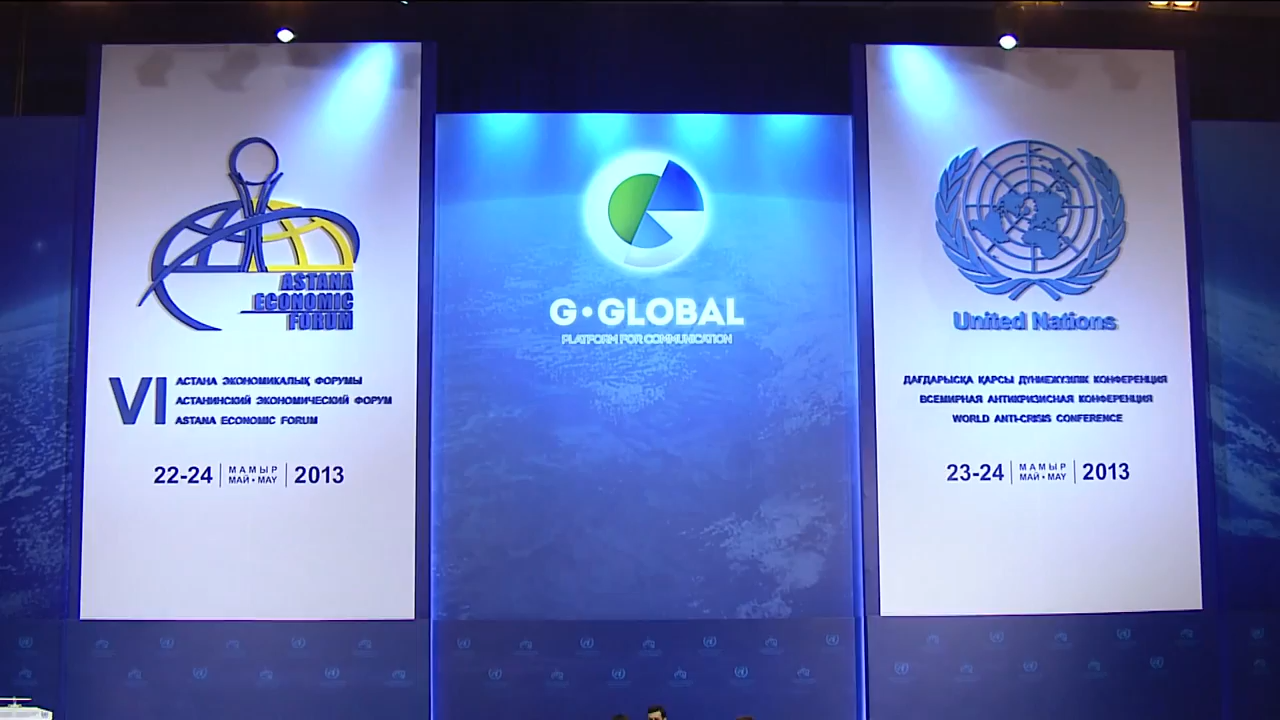 ASTANA
ECONOMIC
FORUM
VI
АСТАНА ЭКОНОМИКАЛЫҚ ФОРУМЫ
АСТАНИНСКИЙ ЭКОНОМИЧЕСКИЙ ФОРУМ
ASTANA ECONOMIC FORUM
22-24 | МАМЫР | 2013
МАЙ • MAY
G•GLOBAL
PLATFORM FOR COMMUNICATION
United Nations
ДАҒДАРЫСҚА ҚАРСЫ ДҮНИЕЖҮЗІЛІК КОНФЕРЕНЦИЯ
ВСЕМИРНАЯ АНТИКРИЗИСНАЯ КОНФЕРЕНЦИЯ
WORLD ANTI-CRISIS CONFERENCE
23-24 | МАМЫР | 2013
МАЙ • MAY